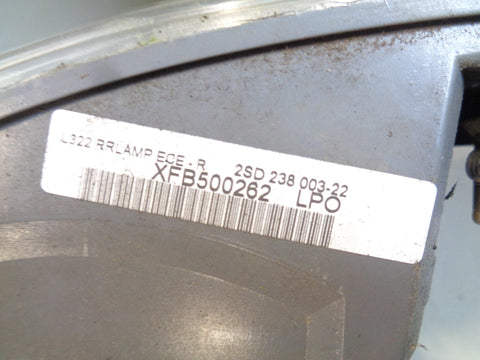 L322 RRLAMP ECE - R 2SD 238 003-22
XFB500262 LPO